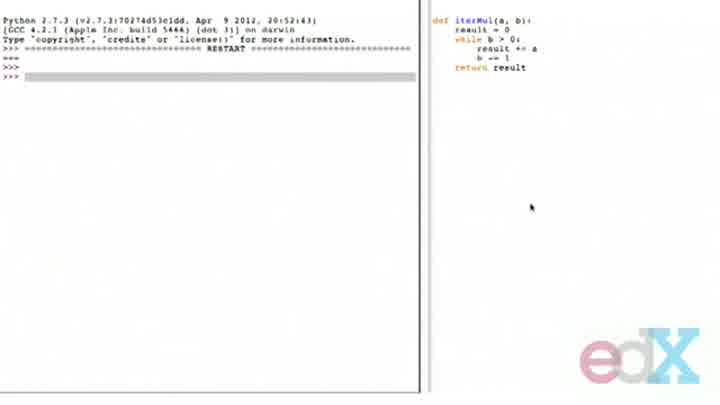 Python 2.7.3 (v2.7.3:70274d53c1dd, Apr  9 2012, 20:52:43)
[GCC 4.2.1 (Apple Inc. build 5666) (dot 3)] on darwin
Type "copyright", "credits" or "license()" for more information.
>>> ================================ RESTART ================================
===
>>>
>>>
def iterMul(a, b):
result = 0
while b > 0:
result += a
b -= 1
return result
edX